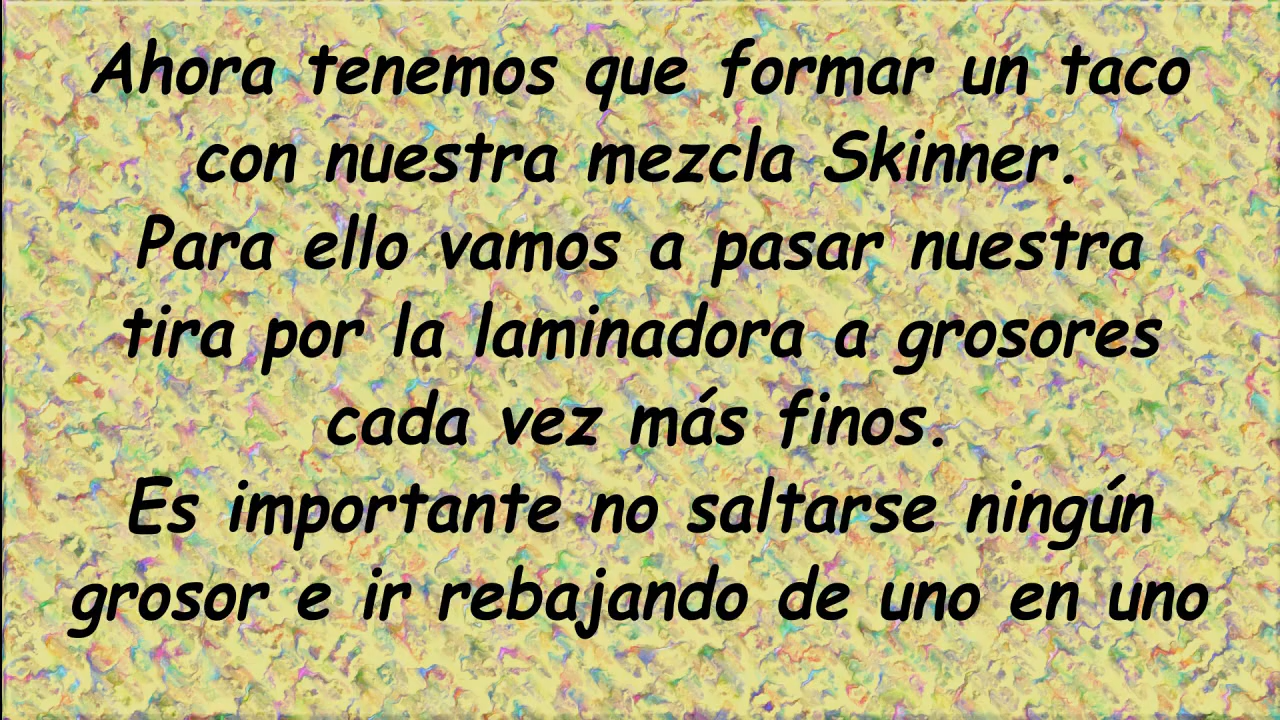 Ahora tenemos que formar un taco
con nuestra mezcla Skinner.
Para ello vamos a pasar nuestra
tira por la laminadora a grosores
cada vez más finos.
Es importante no saltarse ningún
grosor e ir rebajando de uno en uno